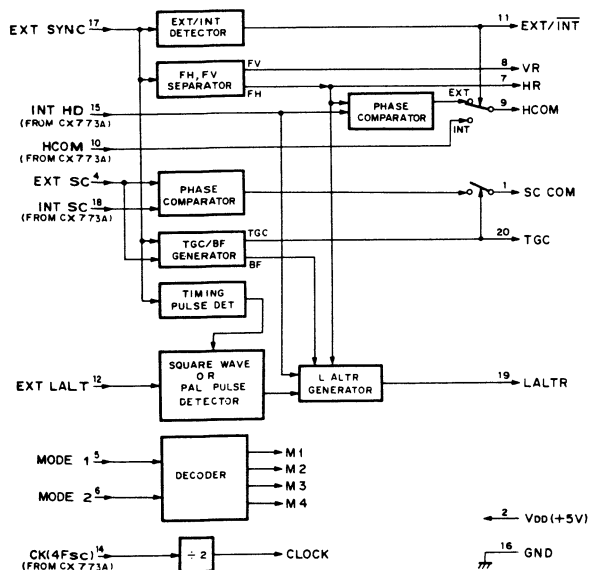 EXT SYNC 17
EXT/INT
DETECTOR
11 EXT/INT
FH, FV
SEPARATOR
FV
FH
8 VR
7 HR
INT HD 15
(FROM CX773A)
PHASE
COMPARATOR
EXT
INT
9 HCOM
HCOM 10
(FROM CX773A)
EXT SC 4
INT SC 18
(FROM CX773A)
PHASE
COMPARATOR
1 SC COM
TGC/BF
GENERATOR
TGC
BF
20 TGC
TIMING
PULSE DET
EXT LALT 12
SQUARE WAVE
OR
PAL PULSE
DETECTOR
LALTR
GENERATOR
19 LALTR
MODE 1 5
MODE 2 6
DECODER
M1
M2
M3
M4
2 VDD(+5V)
CK(4FSC) 14
(FROM CX773A)
÷2
CLOCK
16 GND